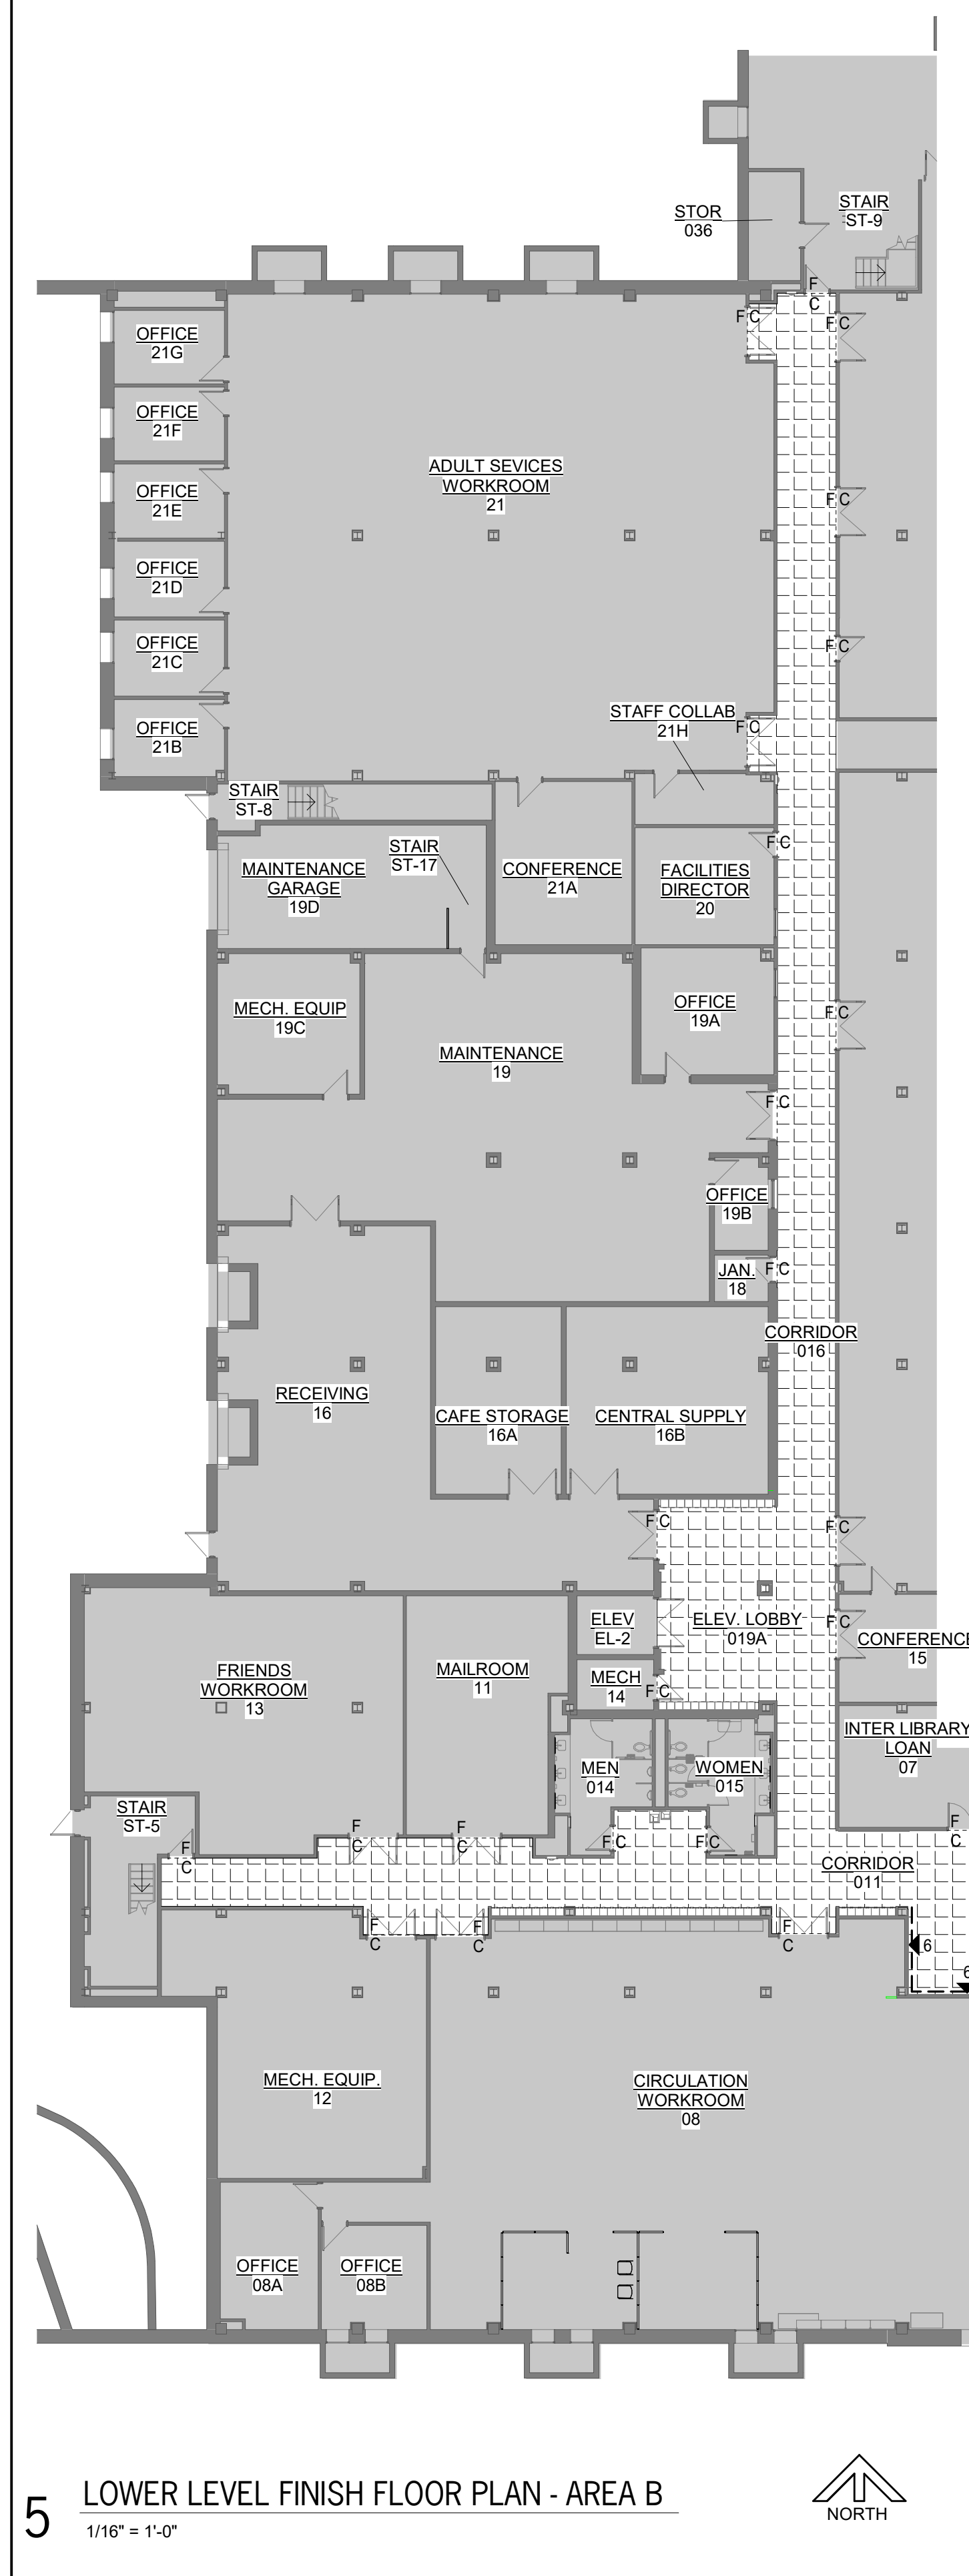 STOR
036
STAIR
ST-9
F
C
F C
F C
OFFICE
21G
OFFICE
21F
ADULT SEVICES
WORKROOM
21
OFFICE
21E
F C
OFFICE
21D
OFFICE
21C
F C
STAFF COLLAB
21H
F C
OFFICE
21B
STAIR
ST-8
STAIR
ST-17
F C
MAINTENANCE
GARAGE
19D
CONFERENCE
21A
FACILITIES
DIRECTOR
20
MECH. EQUIP
19C
OFFICE
19A
F C
MAINTENANCE
19
F C
OFFICE
19B
JAN.
18
F C
CORRIDOR
016
RECEIVING
16
CAFE STORAGE
16A
CENTRAL SUPPLY
16B
F C
F C
ELEV
EL-2
ELEV. LOBBY
019A
F C
CONFERENCE
15
FRIENDS
WORKROOM
13
MAILROOM
11
MECH
14
F C
INTER LIBRARY
LOAN
07
MEN
014
WOMEN
015
STAIR
ST-5
F
C
F
C
F
C
F C
F C
F
C
CORRIDOR
011
F
C
F
C
F
C
6
6
MECH. EQUIP.
12
CIRCULATION
WORKROOM
08
OFFICE
08A
OFFICE
08B
5
LOWER LEVEL FINISH FLOOR PLAN - AREA B
1/16" = 1'-0"
NORTH